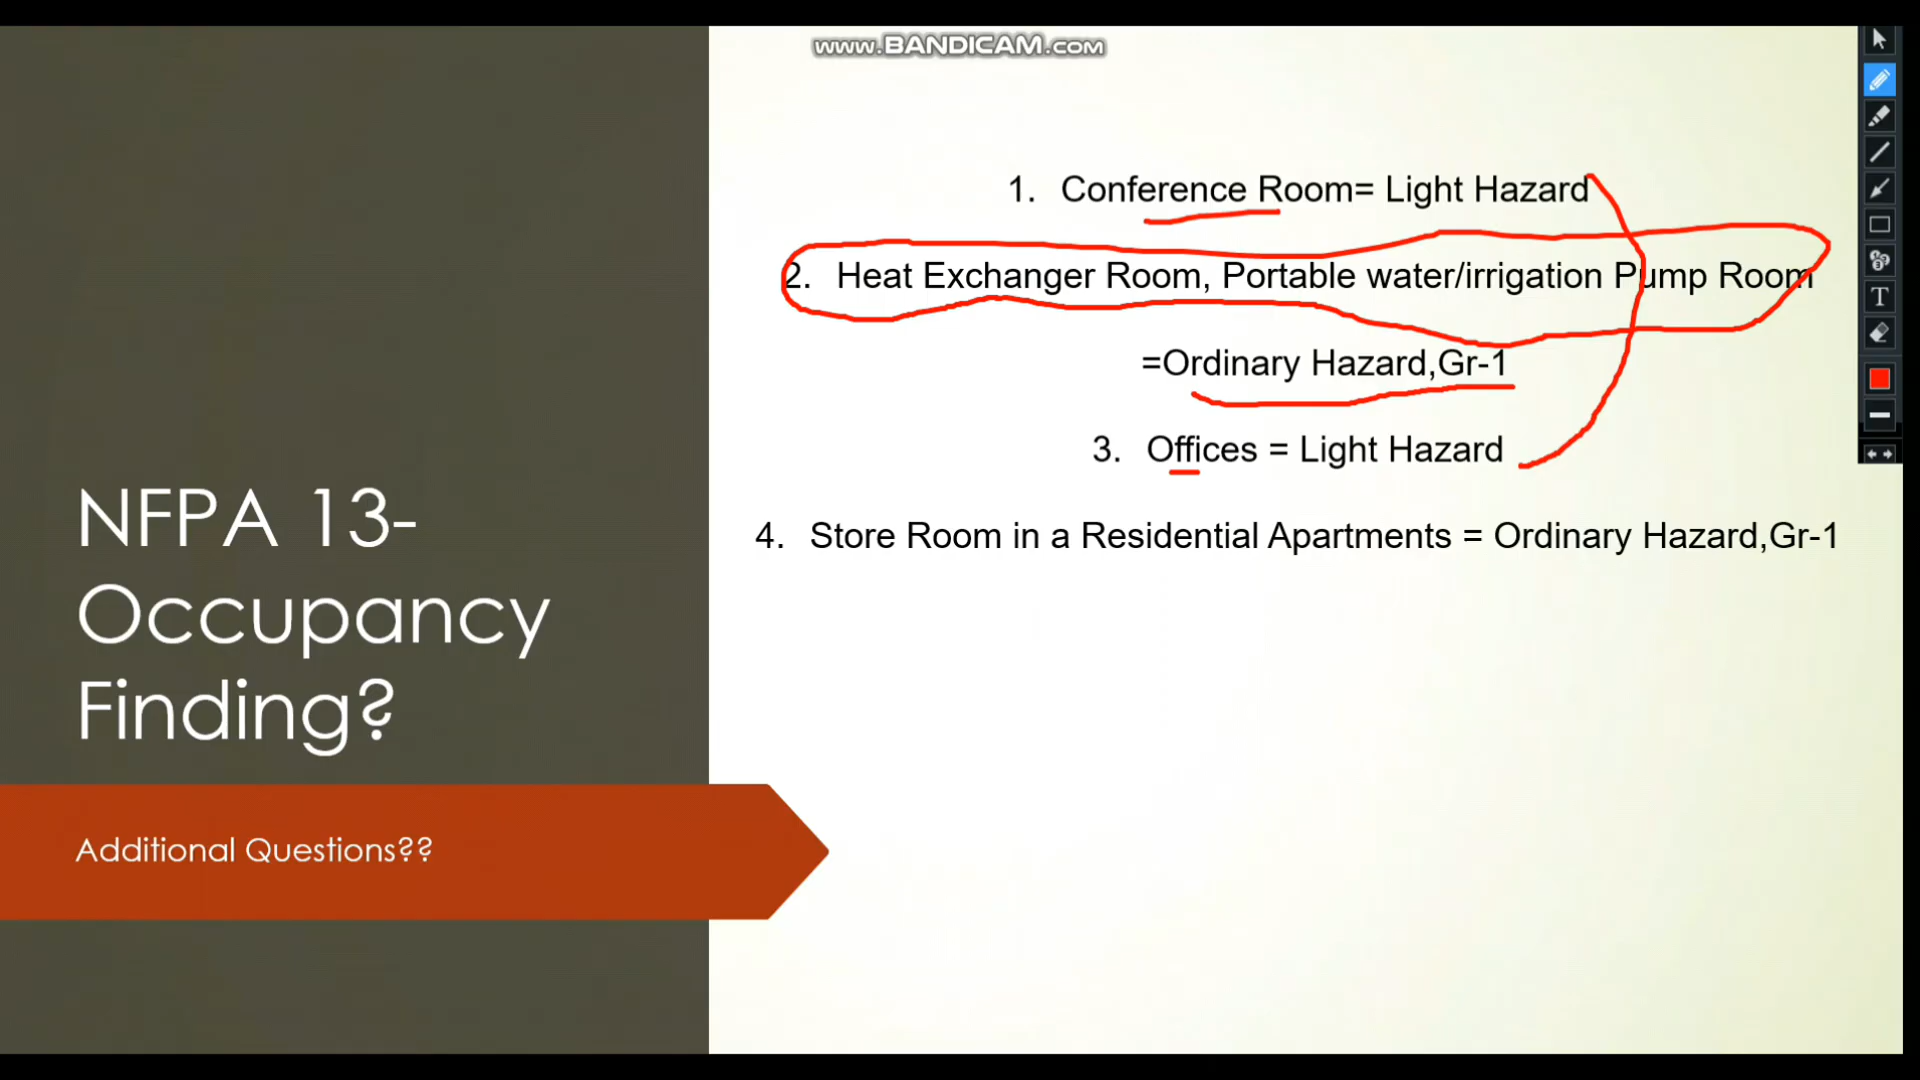 www.BANDICAM.com
1. Conference Room= Light Hazard
2. Heat Exchanger Room, Portable water/irrigation Pump Room
=Ordinary Hazard,Gr-1
3. Offices = Light Hazard
4. Store Room in a Residential Apartments = Ordinary Hazard,Gr-1
NFPA 13-
Occupancy
Finding?
Additional Questions??